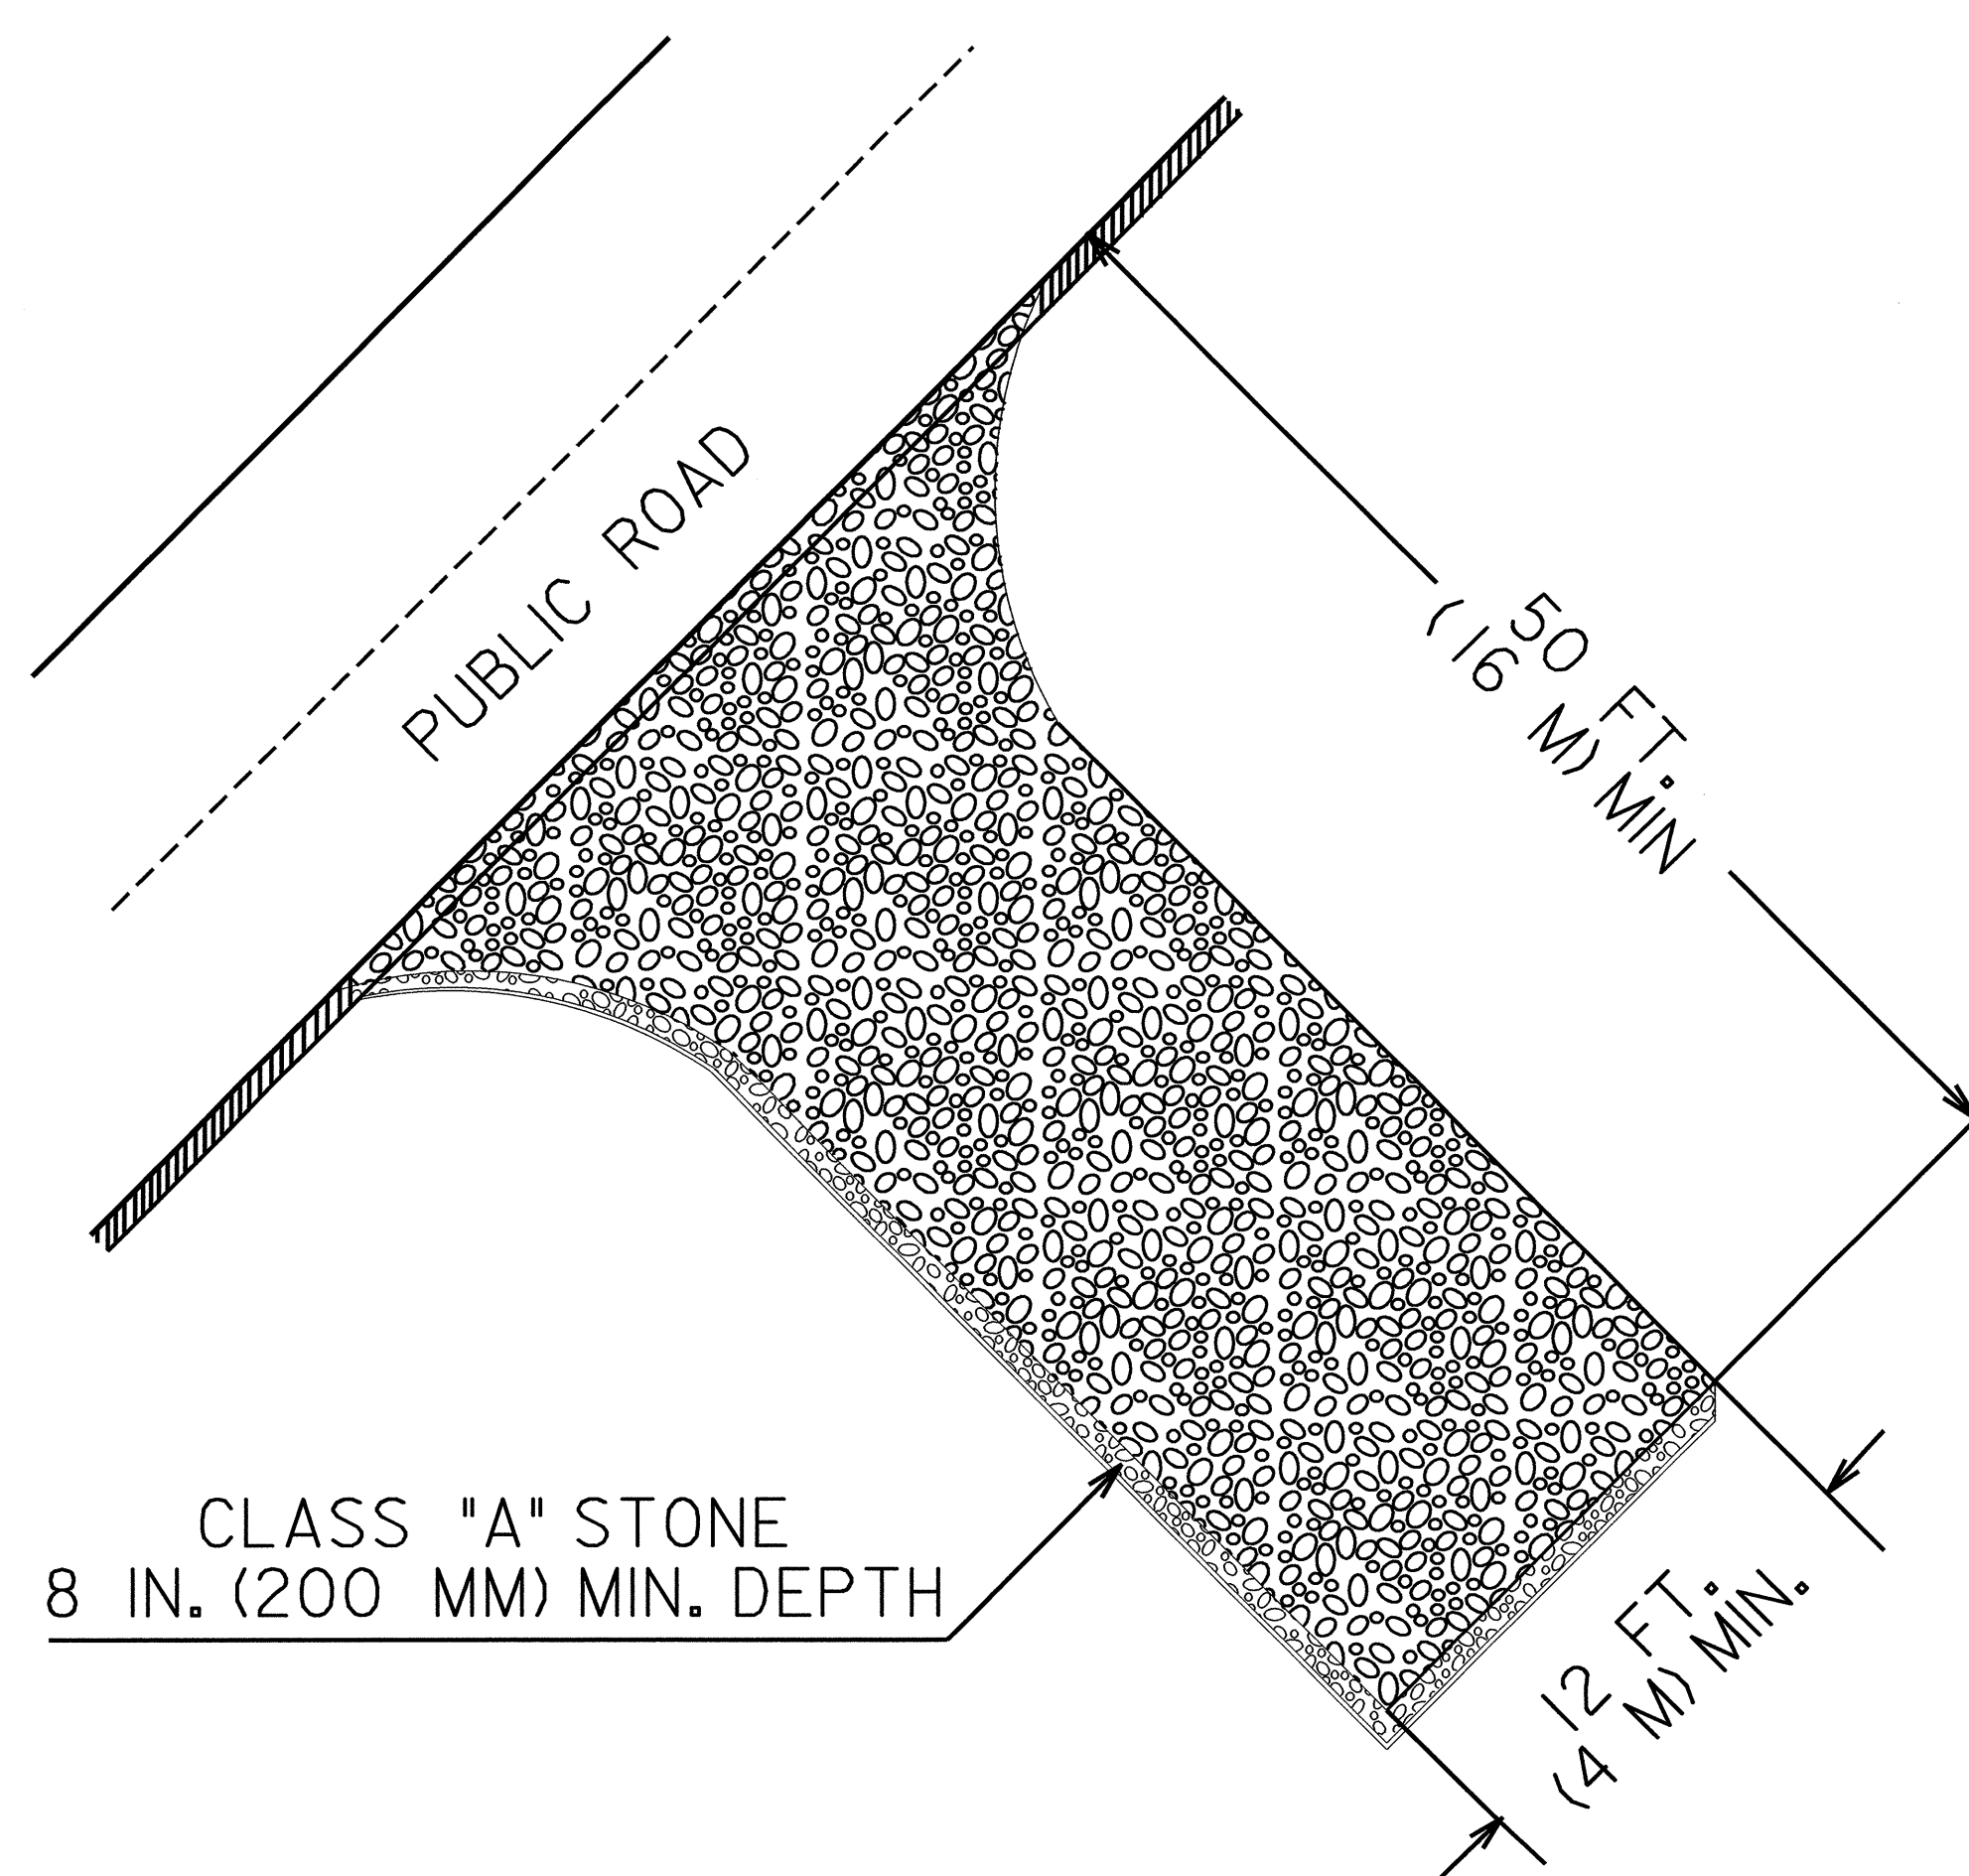 PUBLIC ROAD
50 FT.
(16 M) MIN
CLASS "A" STONE
8 IN. (200 MM) MIN. DEPTH
12 FT.
(4 M) MIN.